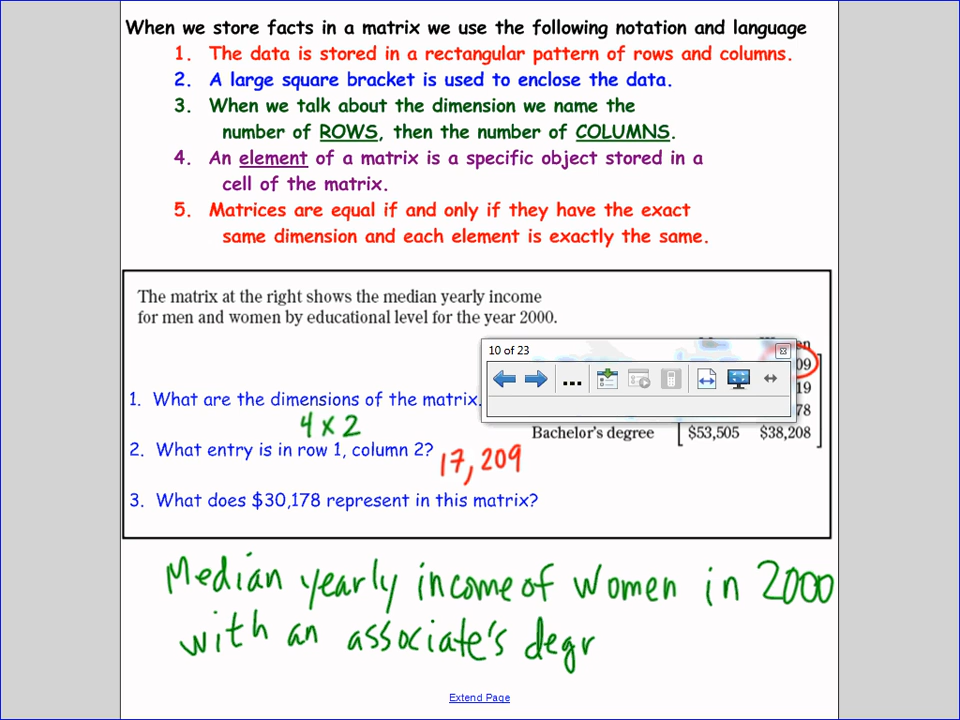 When we store facts in a matrix we use the following notation and language
1. The data is stored in a rectangular pattern of rows and columns.
2. A large square bracket is used to enclose the data.
3. When we talk about the dimension we name the
number of ROWS, then the number of COLUMNS.
4. An element of a matrix is a specific object stored in a
cell of the matrix.
5. Matrices are equal if and only if they have the exact
same dimension and each element is exactly the same.
The matrix at the right shows the median yearly income
for men and women by educational level for the year 2000.
10 of 23
09
19
78
Bachelor's degree $53,505 $38,208
1. What are the dimensions of the matrix.
4 x 2
2. What entry is in row 1, column 2?
17,209
3. What does $30,178 represent in this matrix?
Median yearly income of women in 2000
with an associate's degr
Extend Page